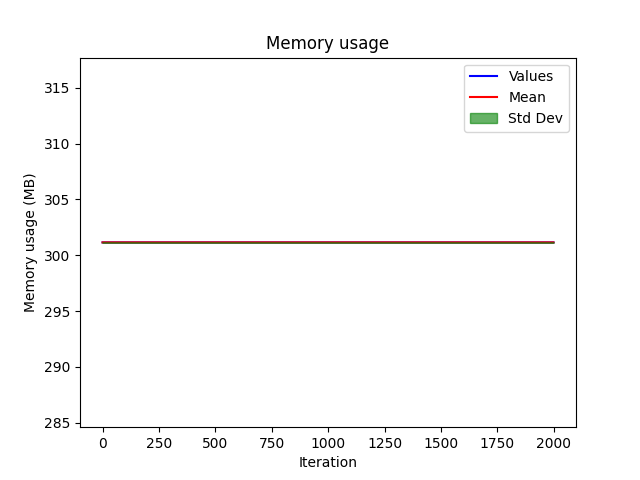 Memory usage
Values
Mean
Std Dev
Memory usage (MB)
315
310
305
300
295
290
285
0 250 500 750 1000 1250 1500 1750 2000
Iteration